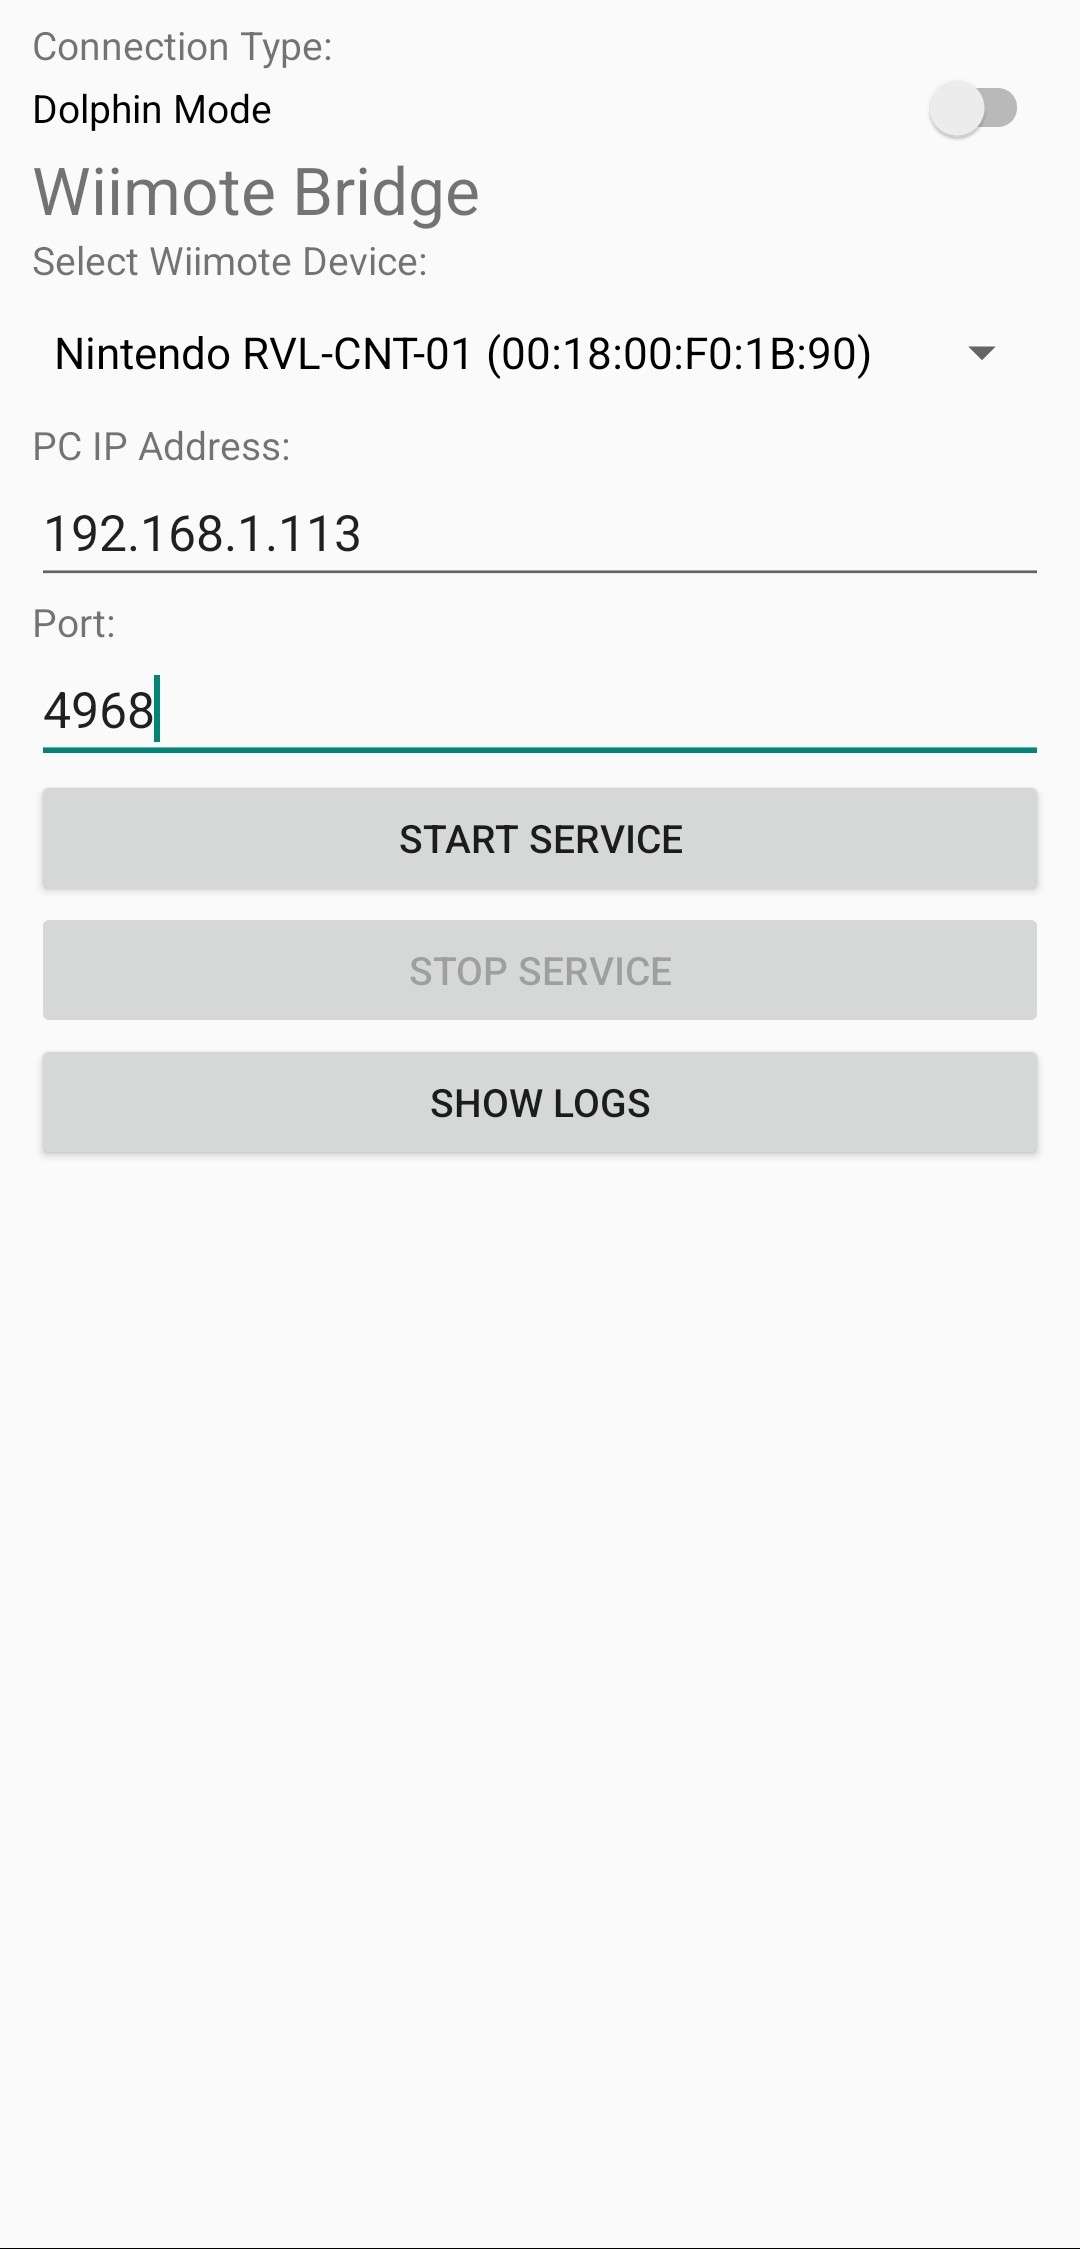 Connection Type:
Dolphin Mode
Wiimote Bridge
Select Wiimote Device:
Nintendo RVL-CNT-01 (00:18:00:F0:1B:90)
PC IP Address:
192.168.1.113
Port:
4968
START SERVICE
STOP SERVICE
SHOW LOGS